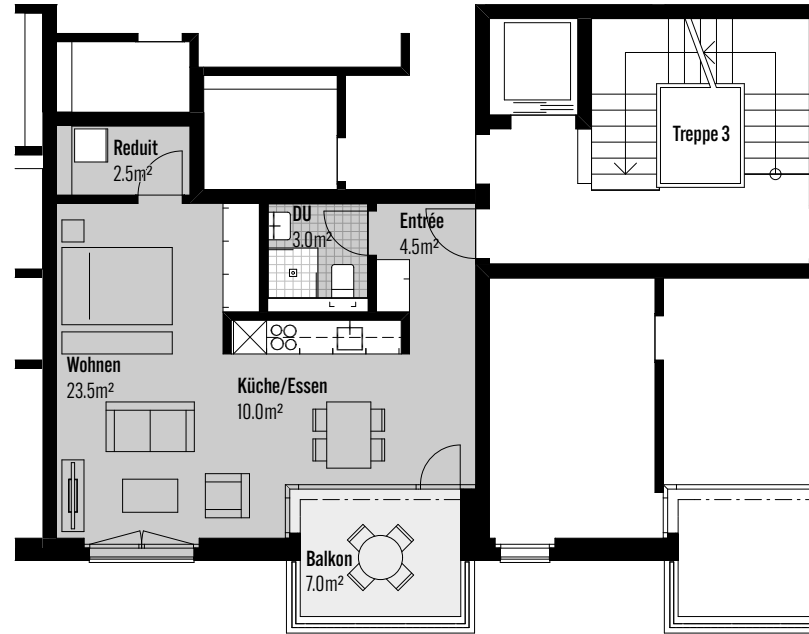 Treppe 3
Reduit
2.5m²
DU
3.0m²
Entrée
4.5m²
Wohnen
23.5m²
Küche/Essen
10.0m²
Balkon
7.0m²